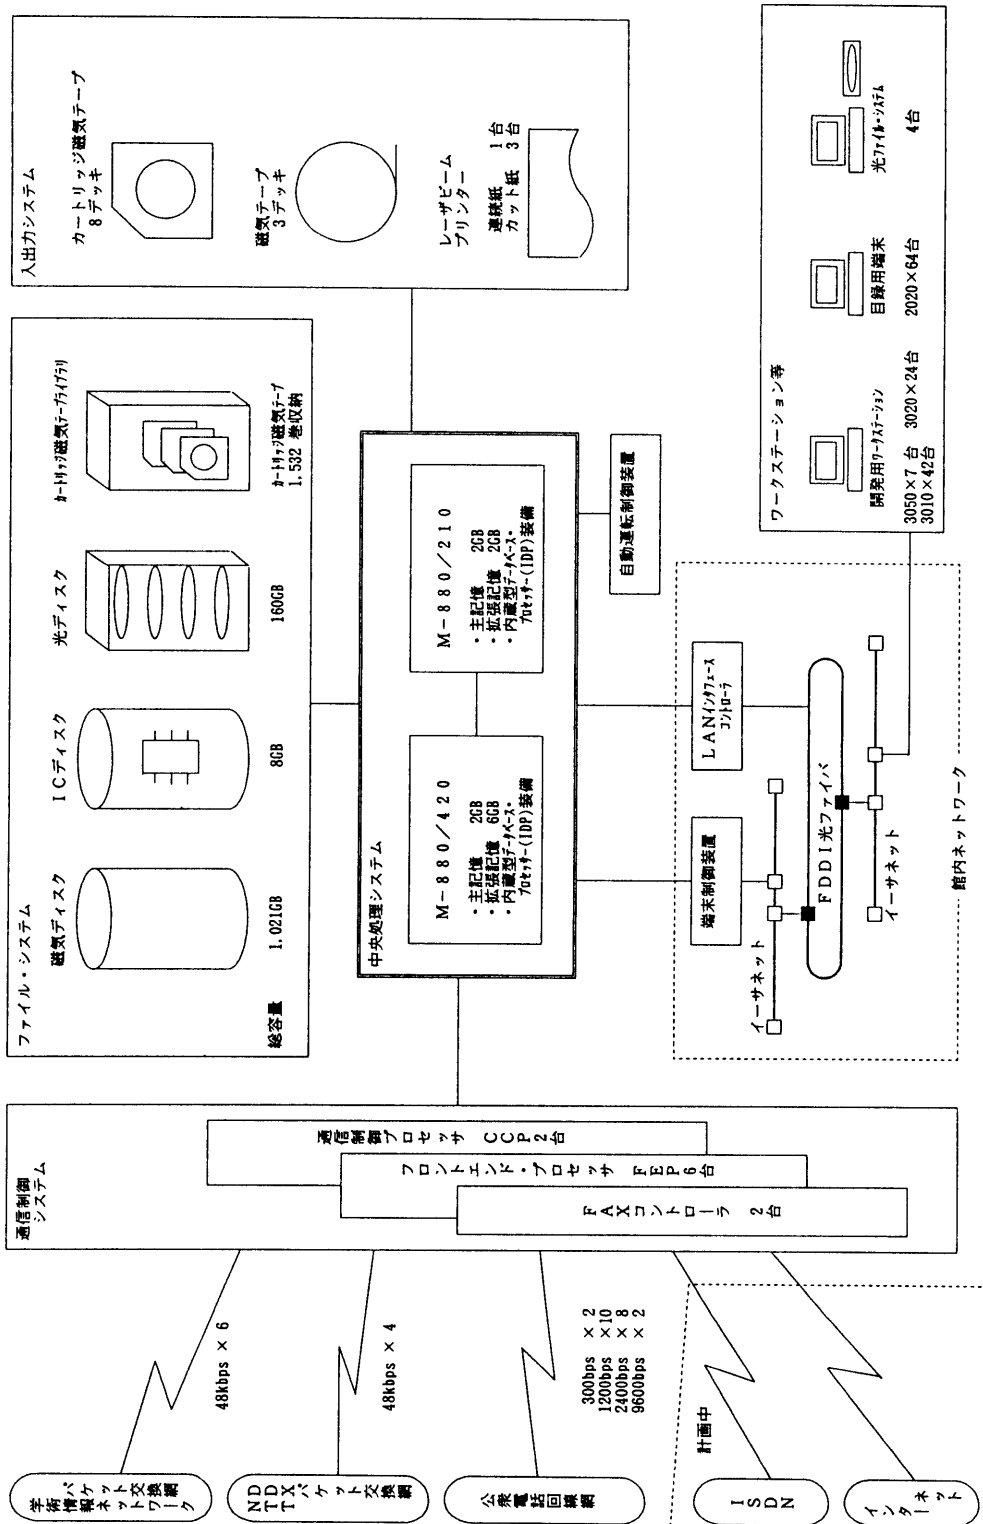 学術情報ネットワーク
パケット交換網
48kbps × 6
NTT
DDX
パケット交換網
48kbps × 4
公衆電話回線網
300bps × 2
1200bps ×10
2400bps × 8
9600bps × 2
計画中
ISDN
インターネット
通信制御
システム
通信制御プロセッサ CCP2台
フロントエンド・プロセッサ FEP6台
FAXコントローラ 2台
ファイル・システム
磁気ディスク
ICディスク
光ディスク
カートリッジ磁気テープライブラリ
総容量
1.021GB
8GB
160GB
カートリッジ磁気テープ
1.532 巻収納
中央処理システム
M-880/420
・主記憶 2GB
・拡張記憶 6GB
・内蔵型データベース・
プロセッサー(IDP)装備
M-880/210
・主記憶 2GB
・拡張記憶 2GB
・内蔵型データベース・
プロセッサー(IDP)装備
自動運転制御装置
端末制御装置
LANインタフェース
コントローラ
イーサネット
FDDI光ファイバ
イーサネット
館内ネットワーク
入出力システム
カートリッジ磁気テープ
8デッキ
磁気テープ
3デッキ
レーザビーム
プリンター
連続紙 1台
カット紙 3台
ワークステーション等
開発用ワークステーション
3050×7 台 3020×24台
3010×42台
目録用端末
2020×64台
光ファイル・システム
4台